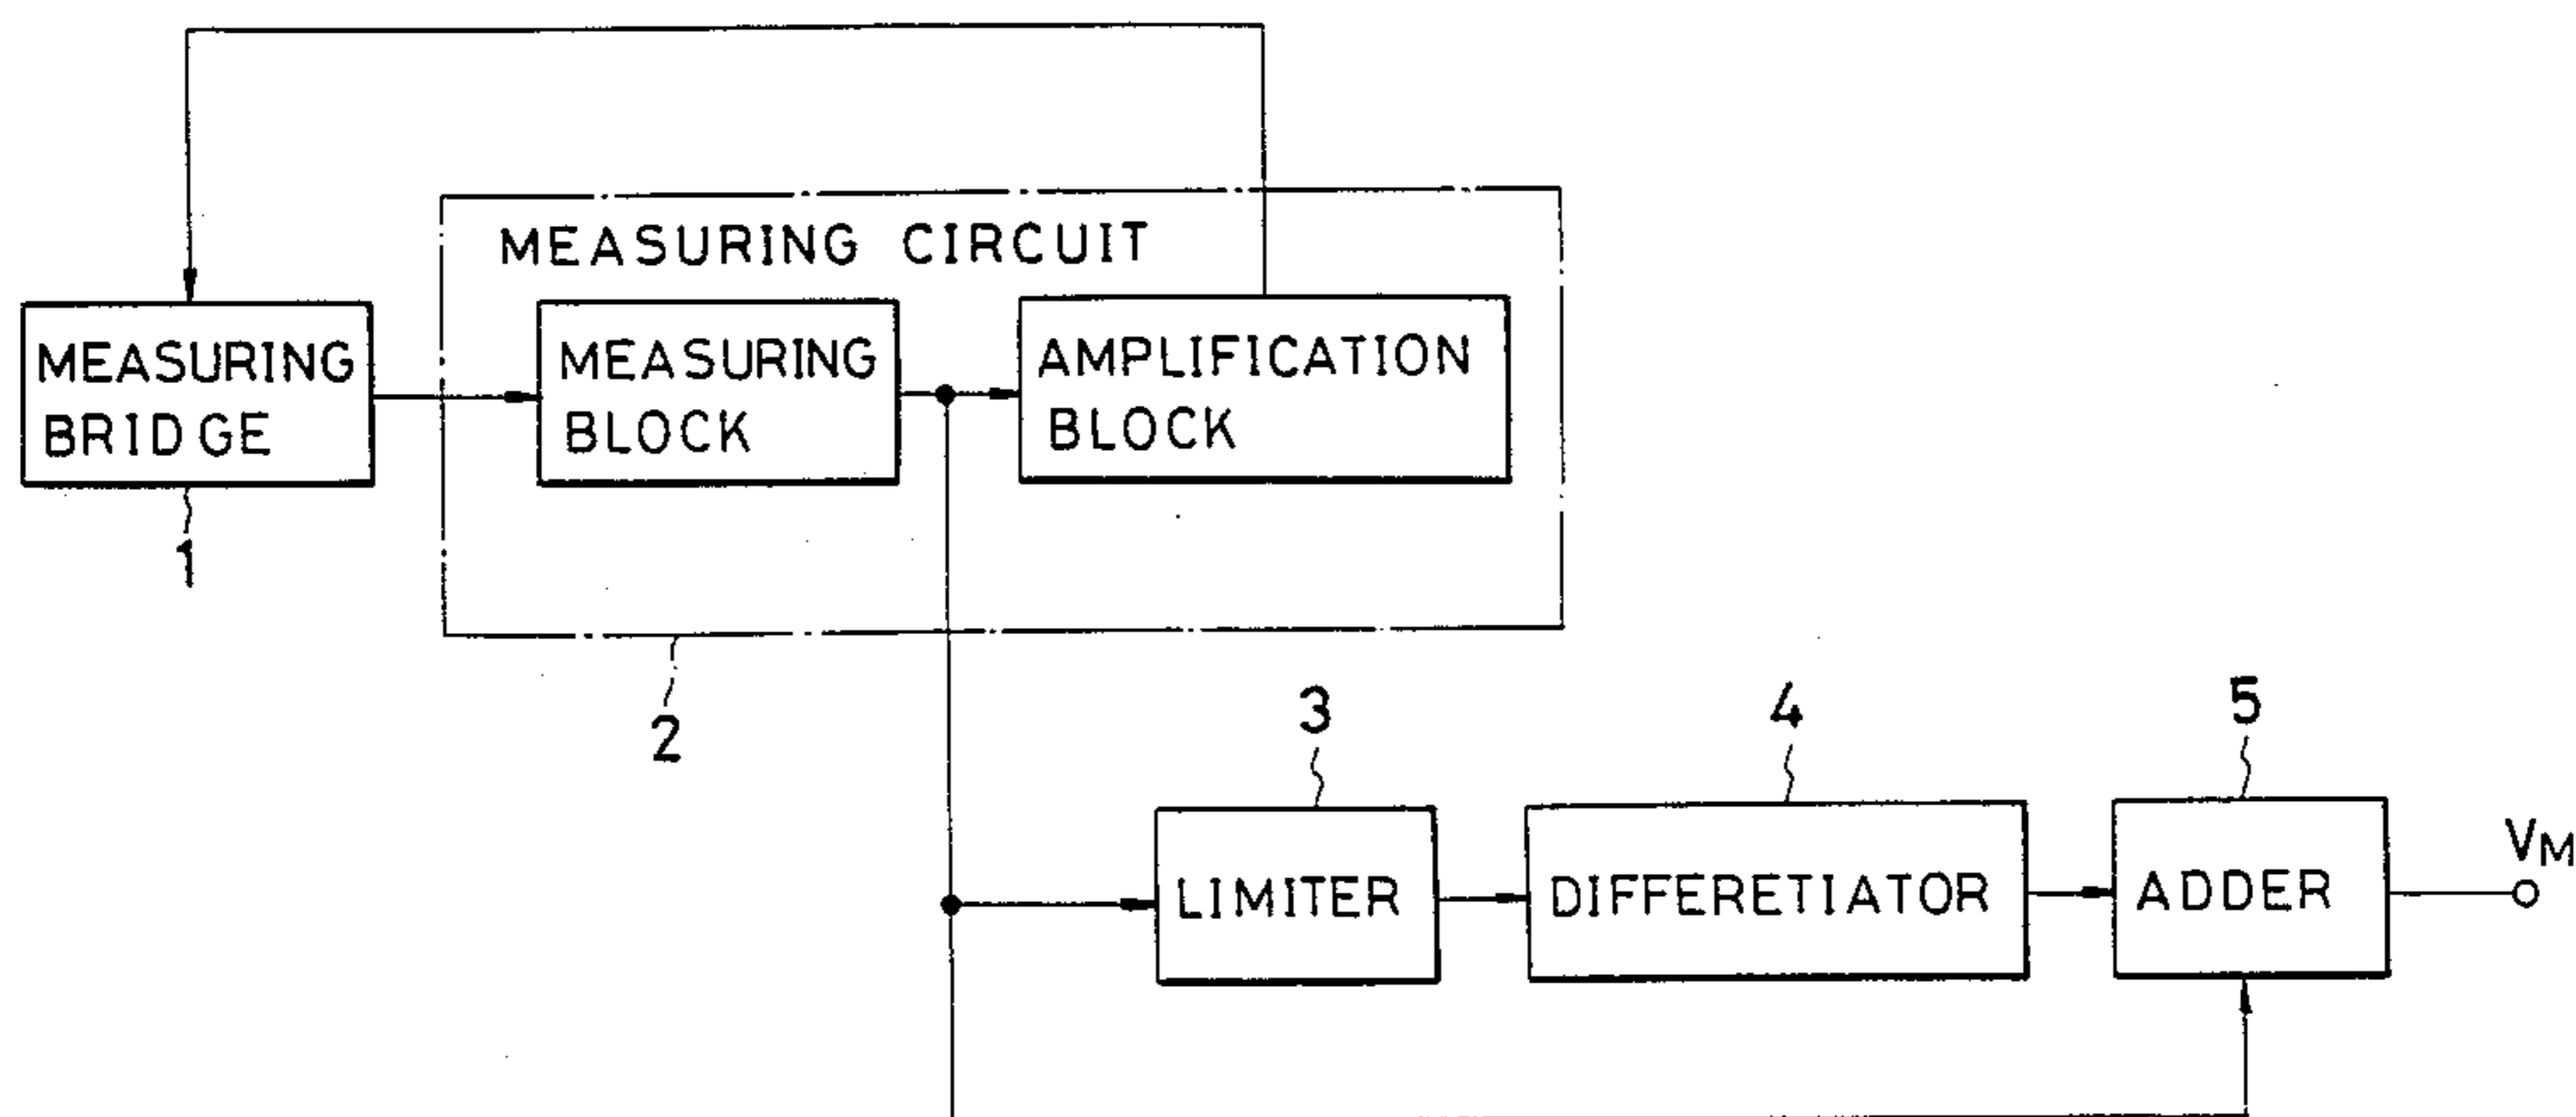 MEASURING CIRCUIT
MEASURING
BRIDGE
MEASURING
BLOCK
AMPLIFICATION
BLOCK
1
2
3
4
5
LIMITER
DIFFERETIATOR
ADDER
VM